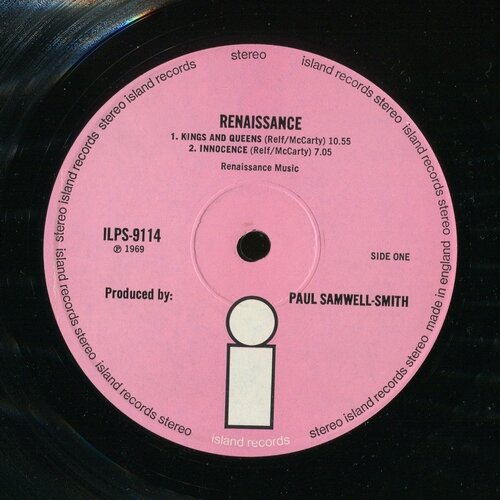 stereo island records stereo
island records stereo
stereo
island records stereo
RENAISSANCE
1. KINGS AND QUEENS (Relf/McCarty) 10.55
2. INNOCENCE (Relf/McCarty) 7.05
Renaissance Music
ILPS-9114
℗ 1969
SIDE ONE
Produced by:
PAUL SAMWELL-SMITH
made in england
i
island records stereo
stereo island records
island records